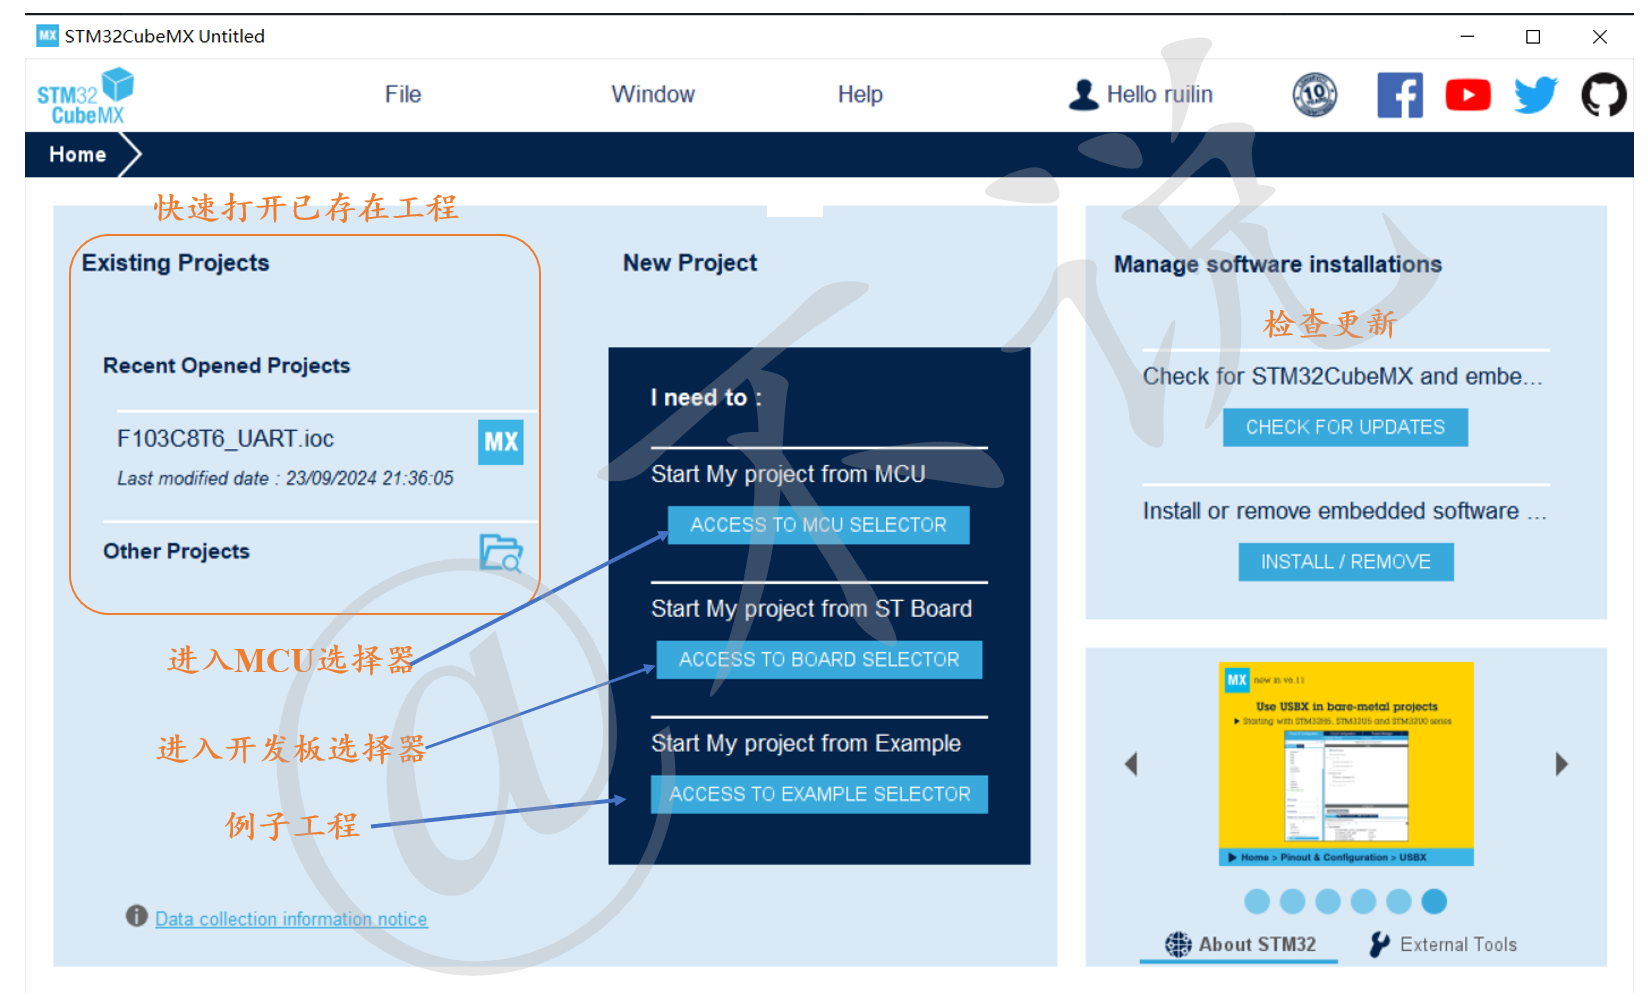 MX STM32CubeMX Untitled
STM32
CubeMX
File
Window
Help
Hello ruilin
10
Home
快速打开已存在工程
Existing Projects
Recent Opened Projects
F103C8T6_UART.ioc
MX
Last modified date : 23/09/2024 21:36:05
Other Projects
进入MCU选择器
进入开发板选择器
例子工程
Data collection information notice
New Project
I need to :
Start My project from MCU
ACCESS TO MCU SELECTOR
Start My project from ST Board
ACCESS TO BOARD SELECTOR
Start My project from Example
ACCESS TO EXAMPLE SELECTOR
Manage software installations
检查更新
Check for STM32CubeMX and embe...
CHECK FOR UPDATES
Install or remove embedded software ...
INSTALL / REMOVE
MX new in v6.11
Use USBX in bare-metal projects
Starting with STM32H5, STM32U5 and STM32U0 series
Home > Pinout & Configuration > USBX
About STM32
External Tools